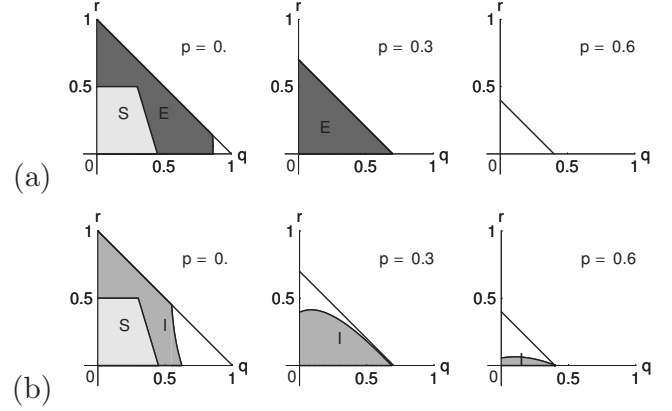 r r r
1 1 1
p = 0. p = 0.3 p = 0.6
0.5 0.5 0.5
S E E
(a) 0 0.5 1 q 0 0.5 1 q 0 0.5 1 q
r r r
1 1 1
p = 0. p = 0.3 p = 0.6
0.5 0.5 0.5
S I I I
(b) 0 0.5 1 q 0 0.5 1 q 0 0.5 1 q